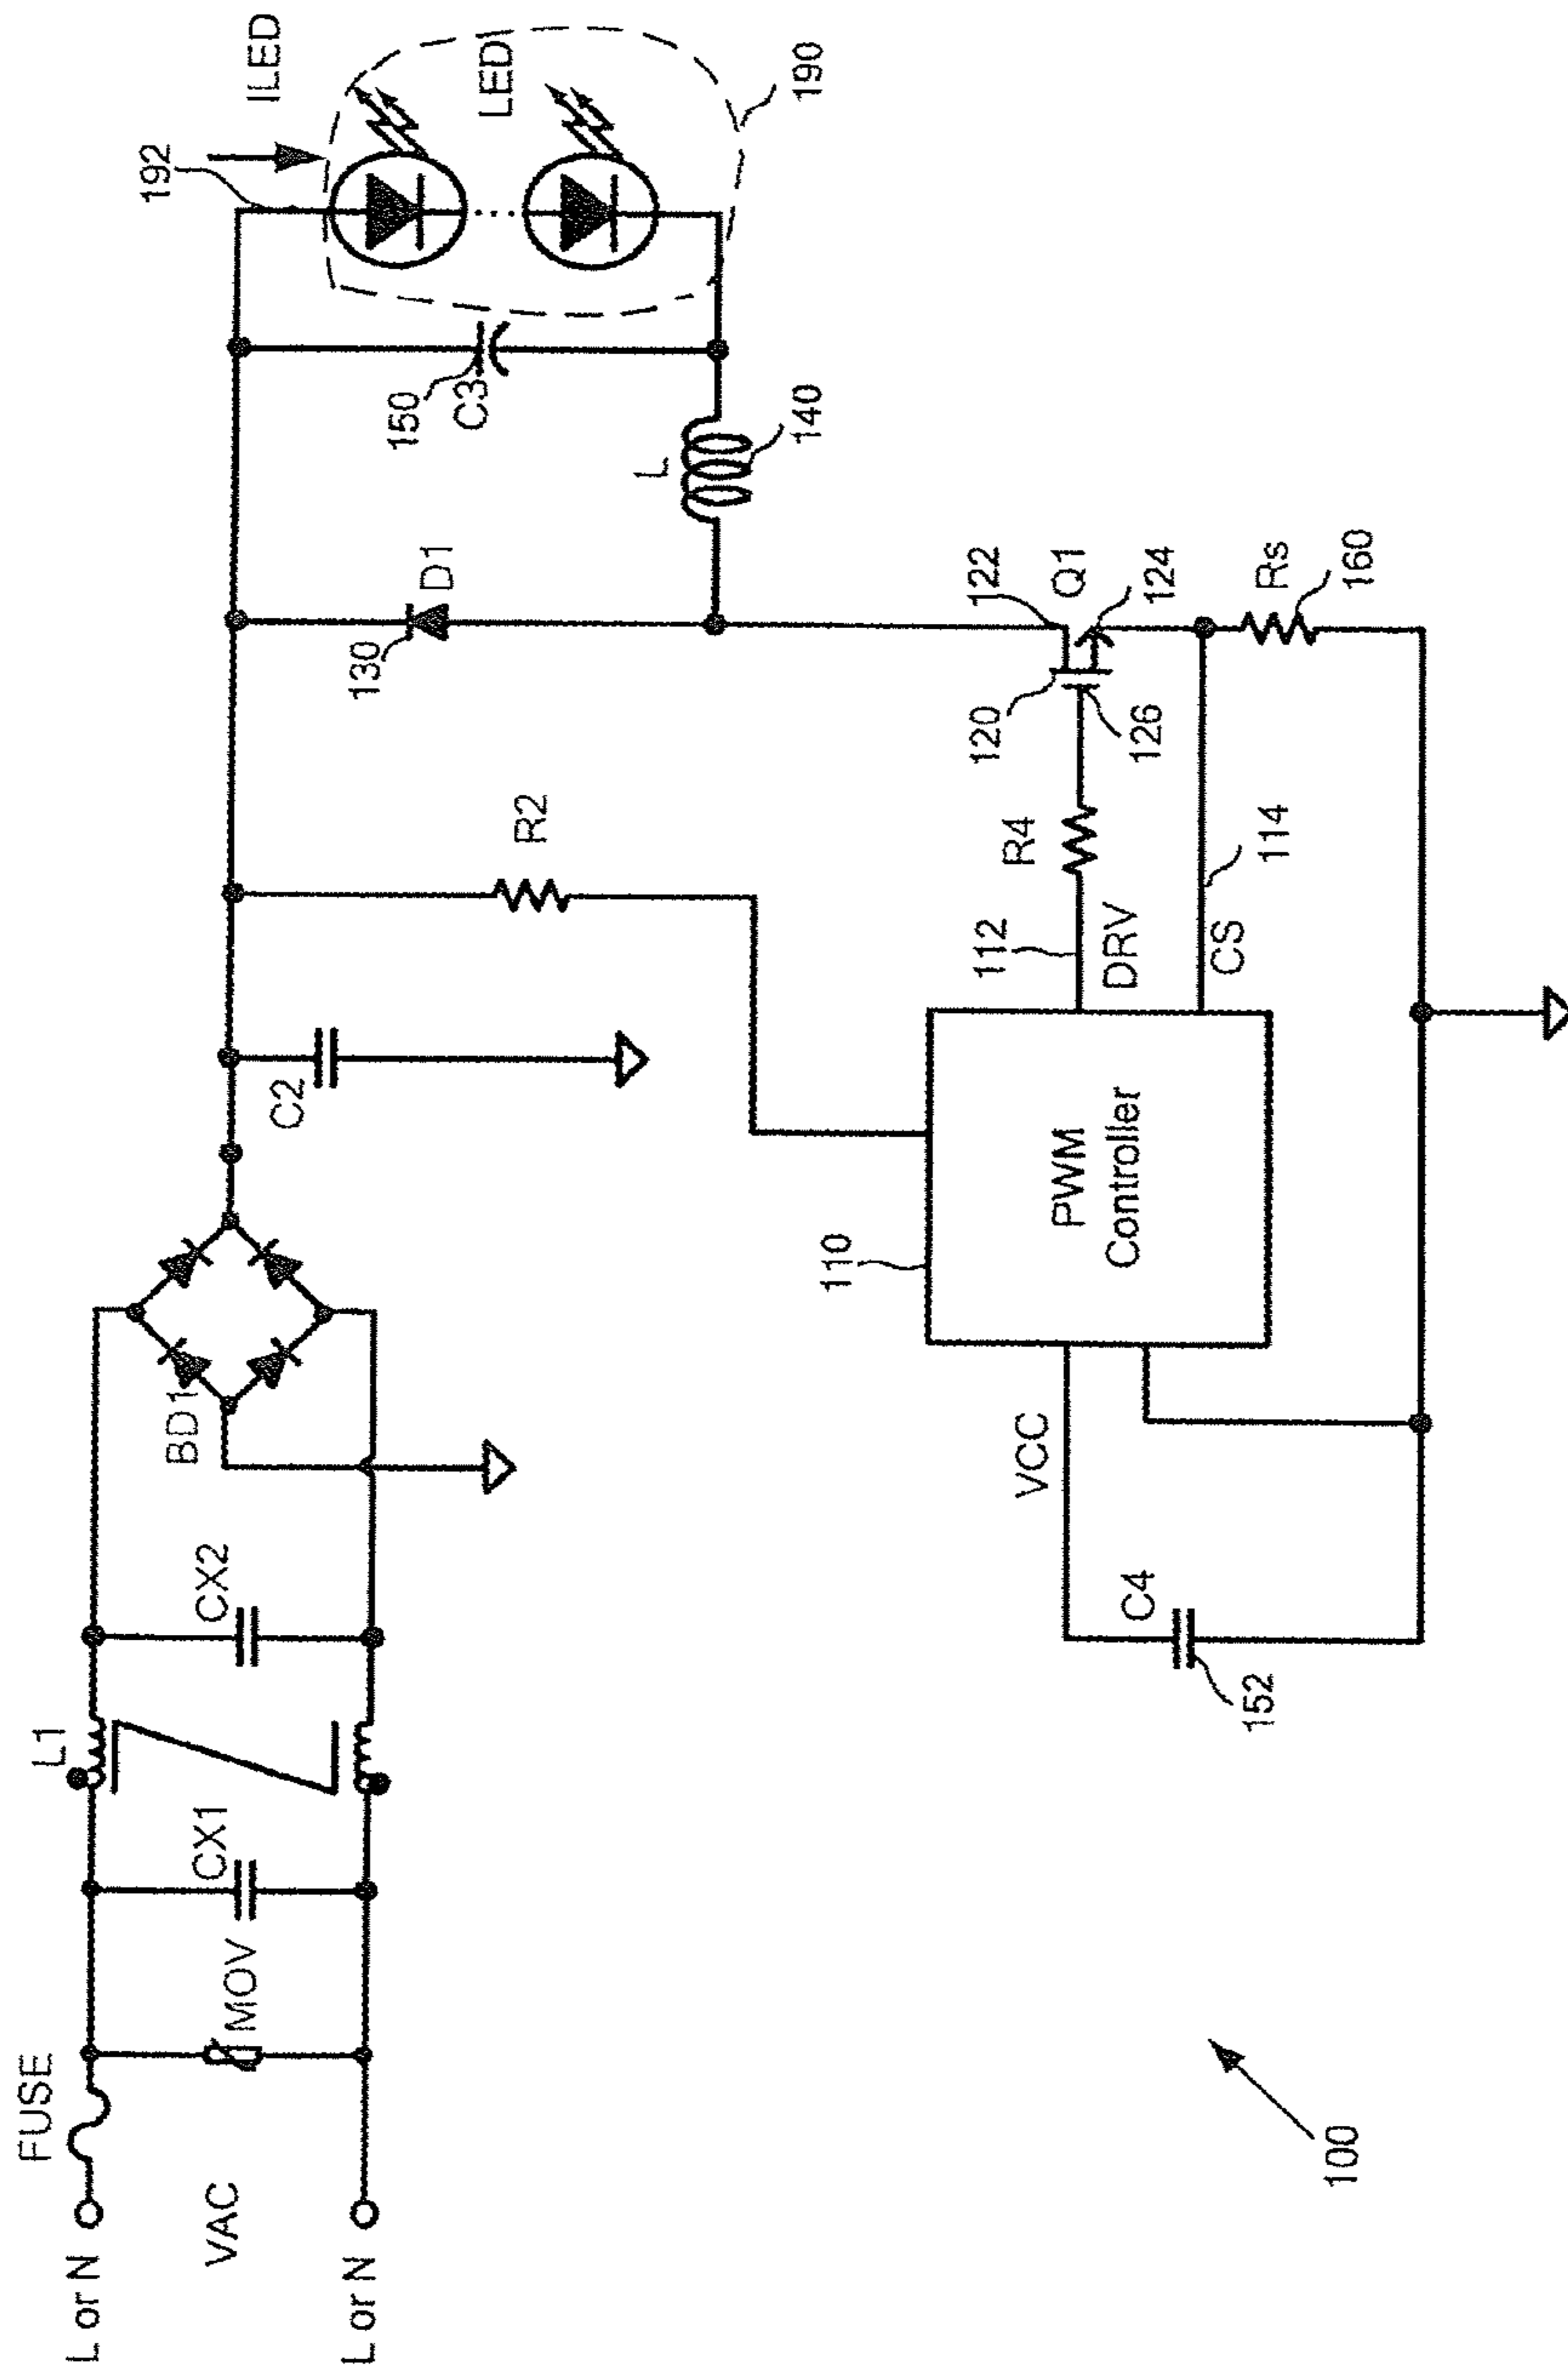 FUSE
L or N
VAC
L or N
MOV
CX1
L1
CX2
BD1
C2
R2
130
D1
150
C3
L
140
192
ILED
LED
190
110
PWM
Controller
VCC
C4
152
112
DRV
R4
CS
114
120
126
122
Q1
124
Rs
160
100